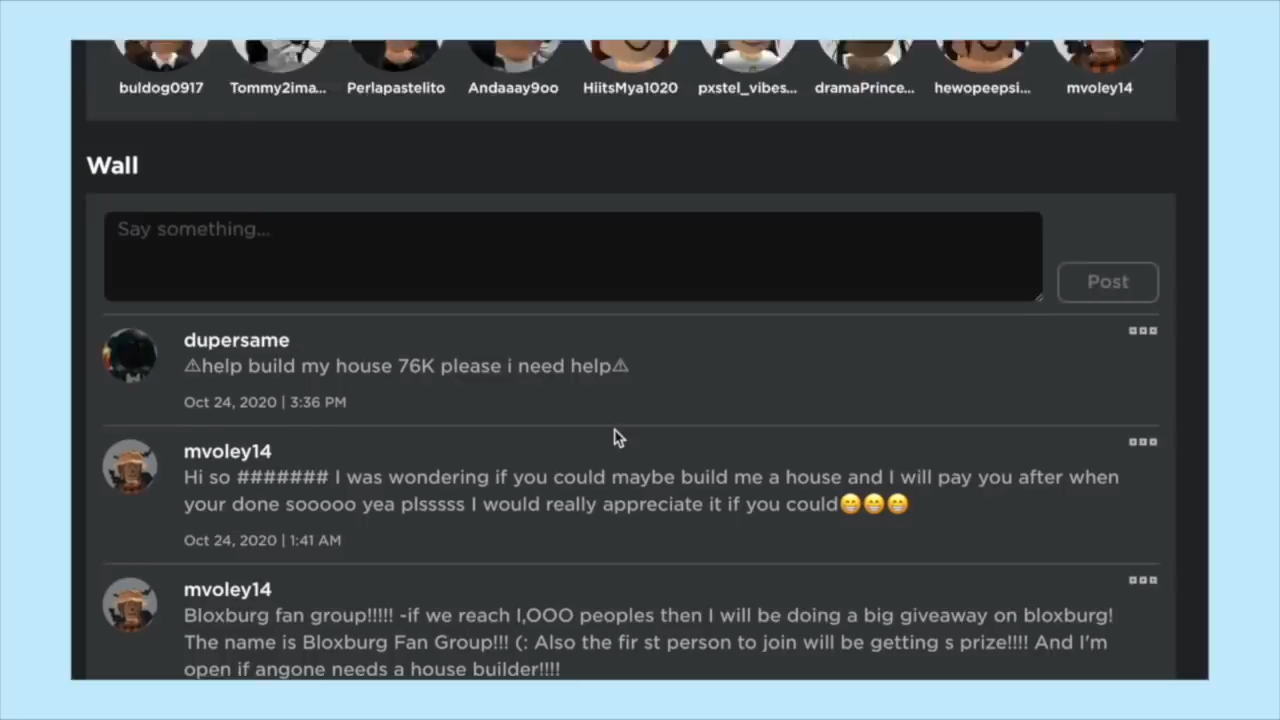 buldog0917 Tommy2ima... Perlapastelito Andaaay9oo HiitsMya1020 pxstel_vibes... dramaPrince... hewopeepsi... mvoley14
Wall
Say something...
Post
dupersame
⚠help build my house 76K please i need help⚠
Oct 24, 2020 | 3:36 PM
mvoley14
Hi so ####### I was wondering if you could maybe build me a house and I will pay you after when
your done sooooo yea plsssss I would really appreciate it if you could😁😁😁
Oct 24, 2020 | 1:41 AM
mvoley14
Bloxburg fan group!!!!! -if we reach 1,OOO peoples then I will be doing a big giveaway on bloxburg!
The name is Bloxburg Fan Group!!! (: Also the fir st person to join will be getting s prize!!!! And I'm
open if angone needs a house builder!!!!